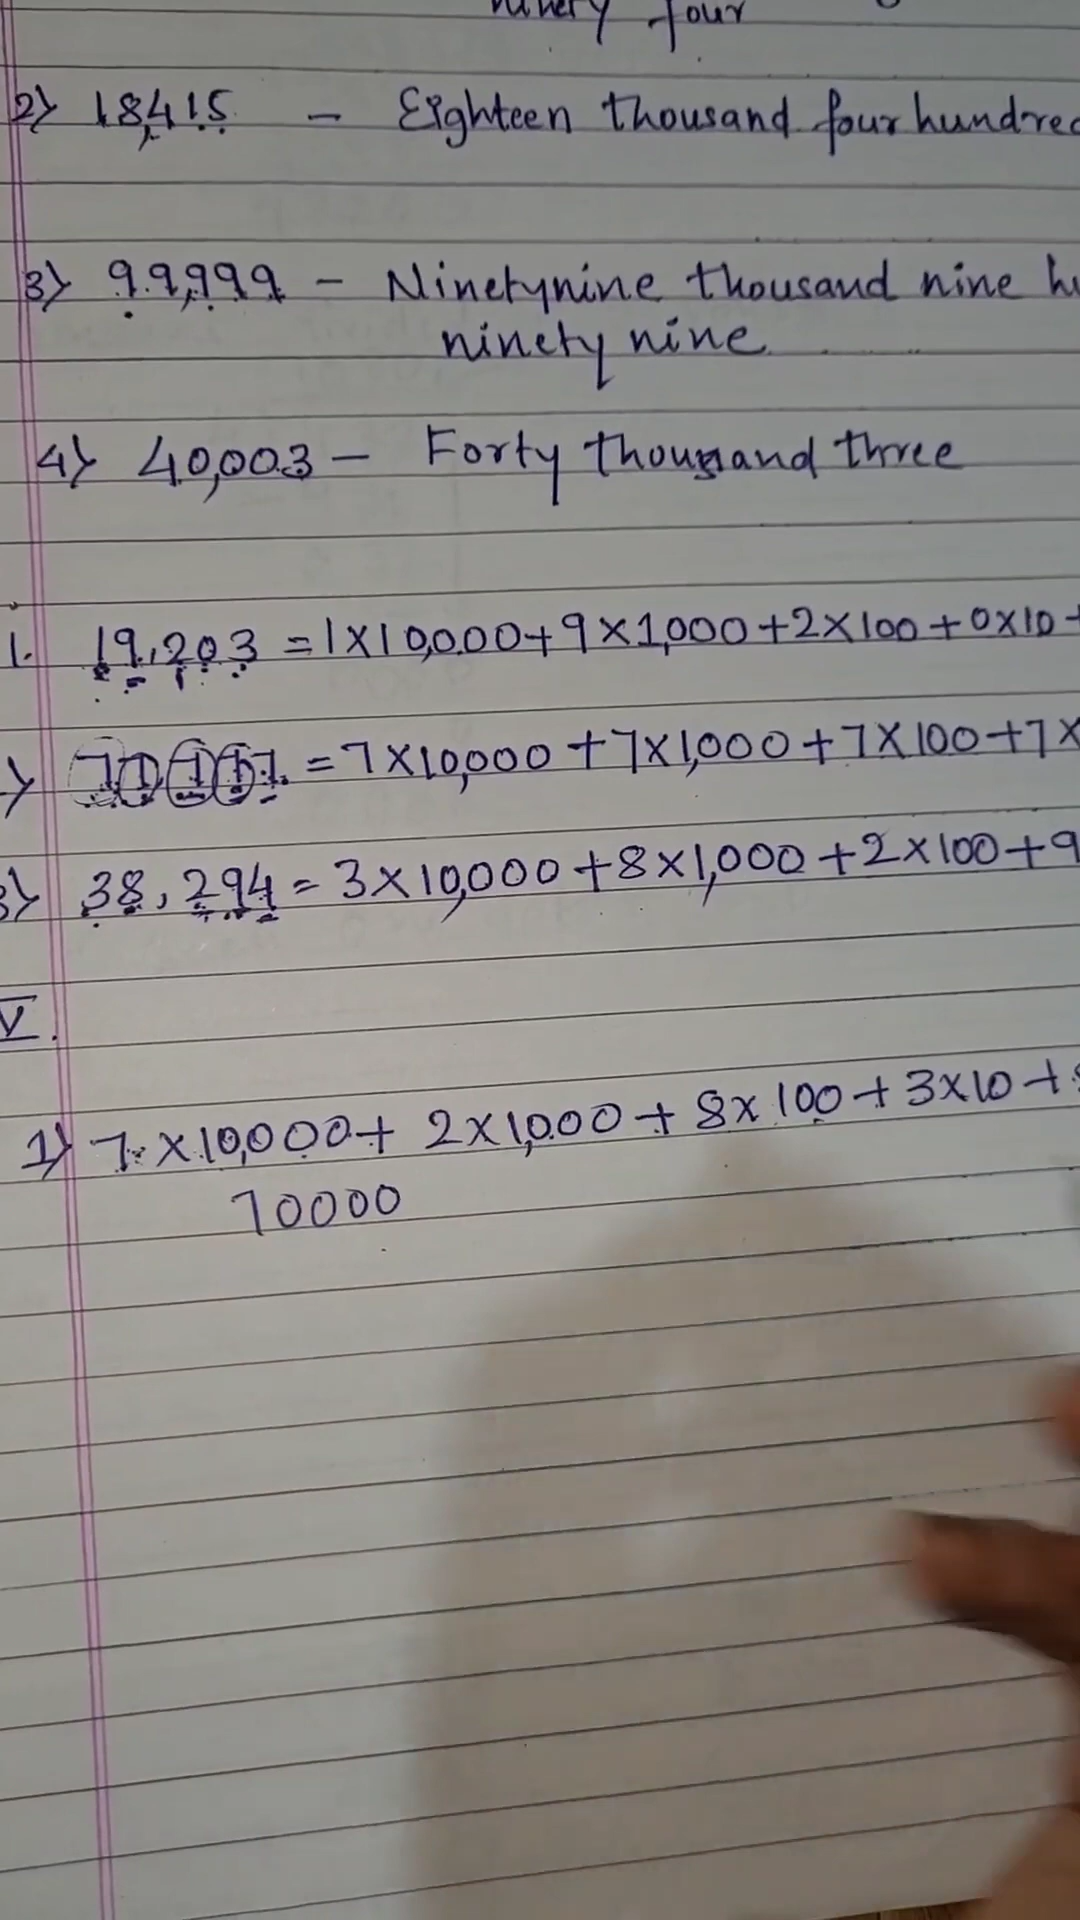 ninety four
2) 18,415 - Eighteen thousand four hundred
3) 99,999 - Ninetynine thousand nine hu
ninety nine
4) 40,003 - Forty thousand three
1. 19,203 = 1×10,000+9×1,000+2×100+0×10+
77,777 = 7×10,000+7×1,000+7×100+7×
3) 38,294 = 3×10,000+8×1,000+2×100+9
V.
1) 7×10,000+ 2×1,000+8×100+3×10+
70000